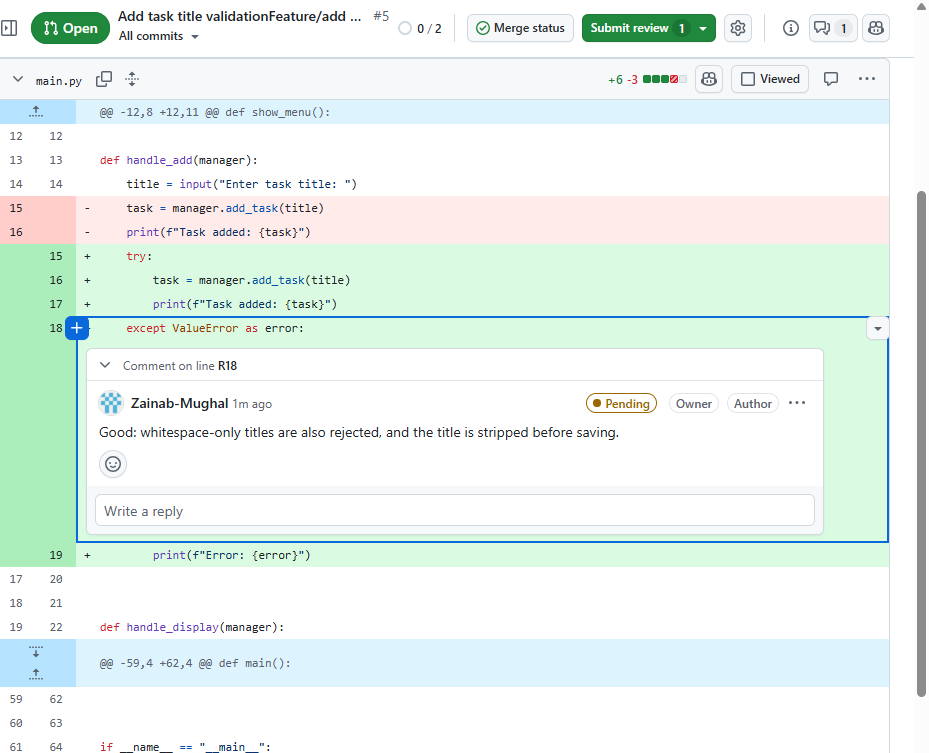 Open
Add task title validationFeature/add ... #5
All commits
0 / 2
Merge status
Submit review 1
1
main.py
+6 -3
Viewed
@@ -12,8 +12,11 @@ def show_menu():
12 12
13 13 def handle_add(manager):
14 14 title = input("Enter task title: ")
15 - task = manager.add_task(title)
16 - print(f"Task added: {task}")
15 + try:
16 + task = manager.add_task(title)
17 + print(f"Task added: {task}")
18 + except ValueError as error:
Comment on line R18
Zainab-Mughal 1m ago Pending Owner Author
Good: whitespace-only titles are also rejected, and the title is stripped before saving.
Write a reply
19 + print(f"Error: {error}")
17 20
18 21
19 22 def handle_display(manager):
@@ -59,4 +62,4 @@ def main():
59 62
60 63
61 64 if __name__ == "__main__":